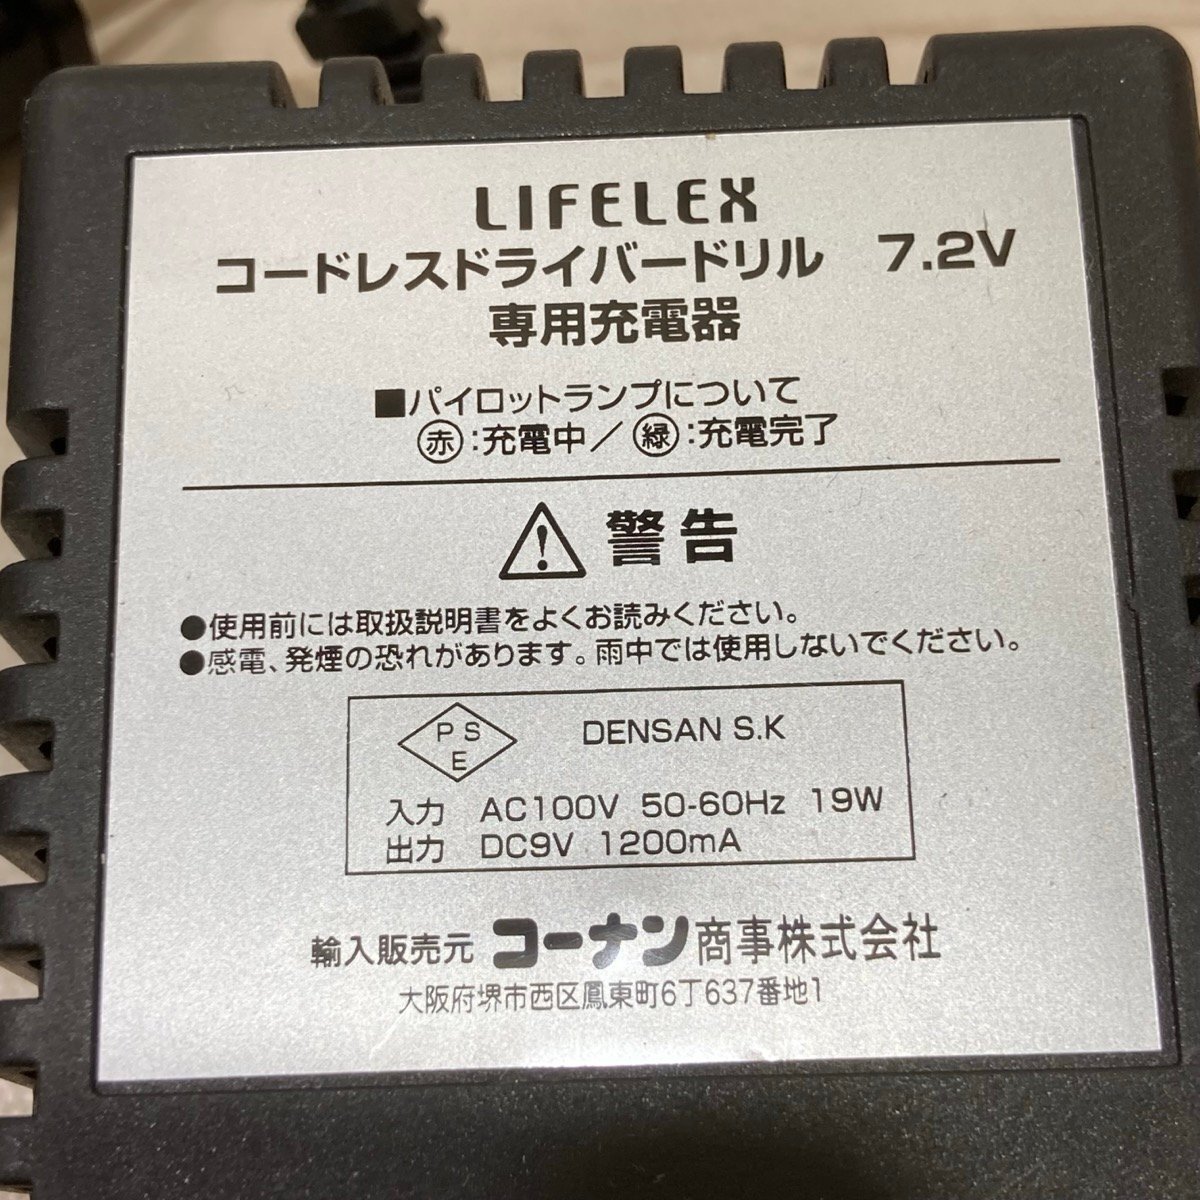 LIFELEX
コードレスドライバードリル 7.2V
専用充電器
■パイロットランプについて
赤:充電中/緑:充電完了
警告
●使用前には取扱説明書をよくお読みください。
●感電、発煙の恐れがあります。雨中では使用しないでください。
PSE DENSAN S.K
入力 AC100V 50-60Hz 19W
出力 DC9V 1200mA
輸入販売元 コーナン商事株式会社
大阪府堺市西区鳳東町6丁637番地1